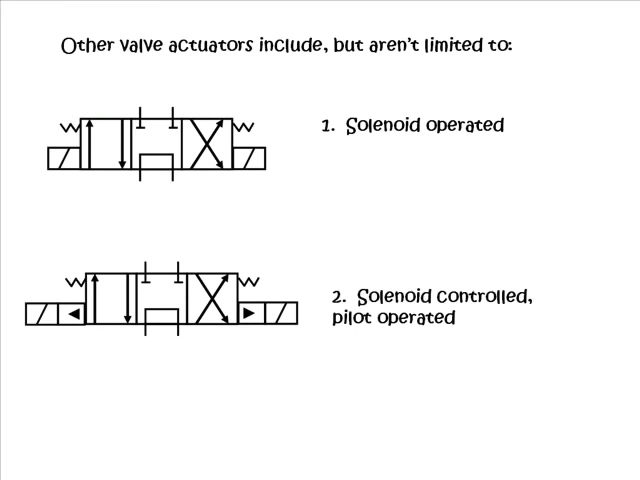 Other valve actuators include, but aren't limited to:
1. Solenoid operated
2. Solenoid controlled,
pilot operated